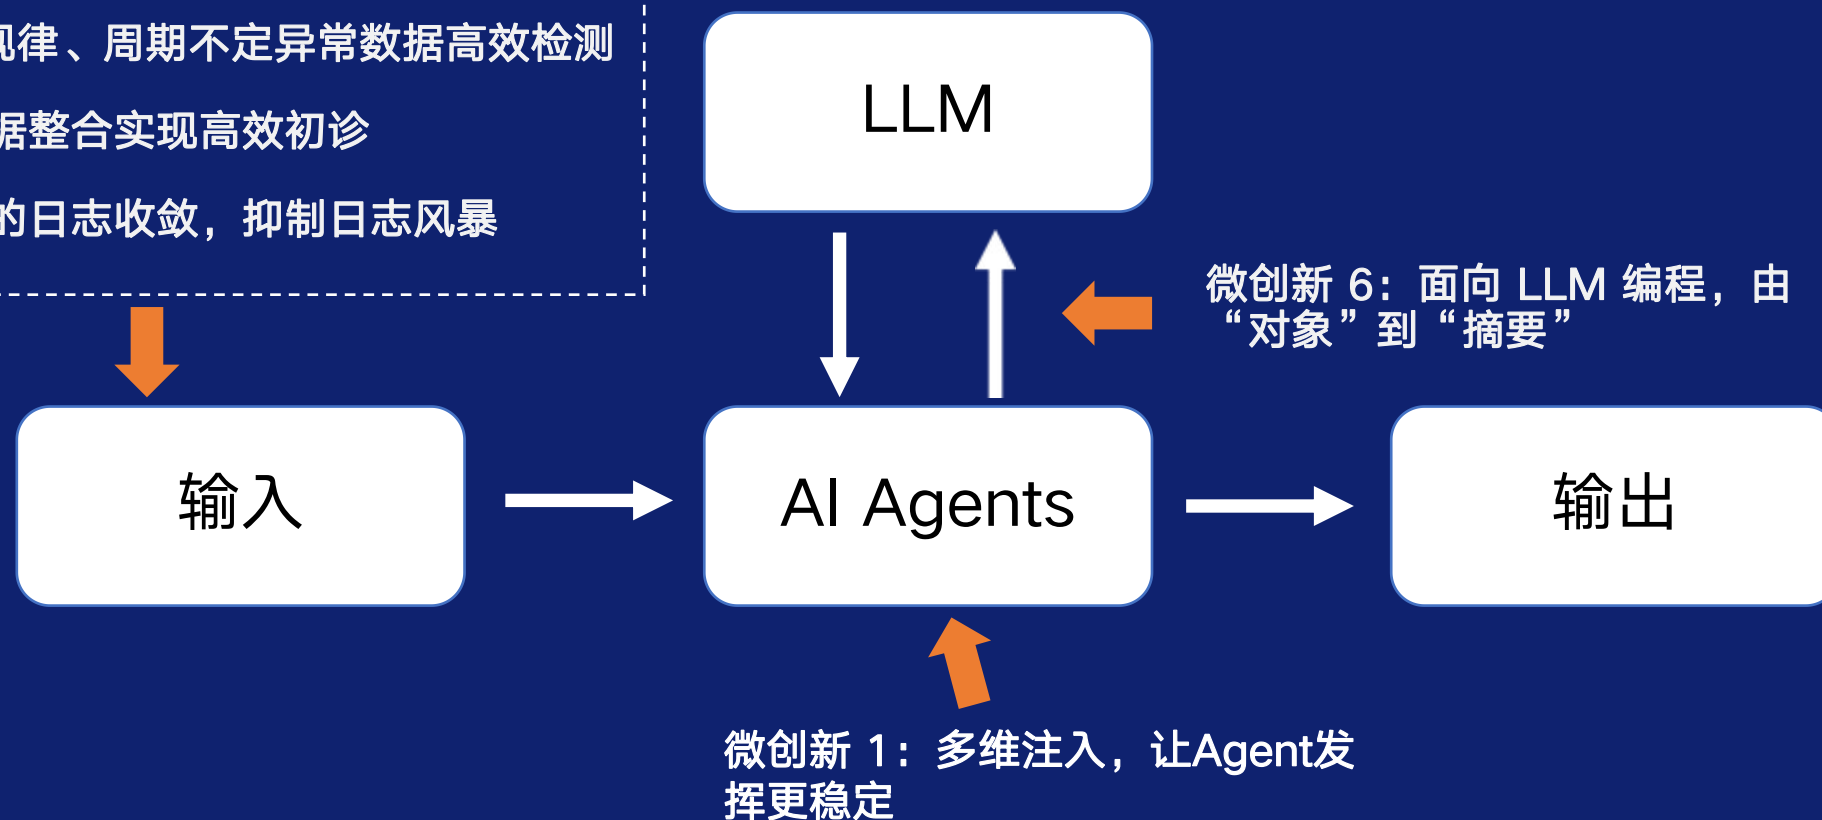 规律、周期不定异常数据高效检测
据整合实现高效初诊
的日志收敛，抑制日志风暴
LLM
微创新 6：面向 LLM 编程，由
“对象”到“摘要”
输入
AI Agents
输出
微创新 1：多维注入，让Agent发
挥更稳定